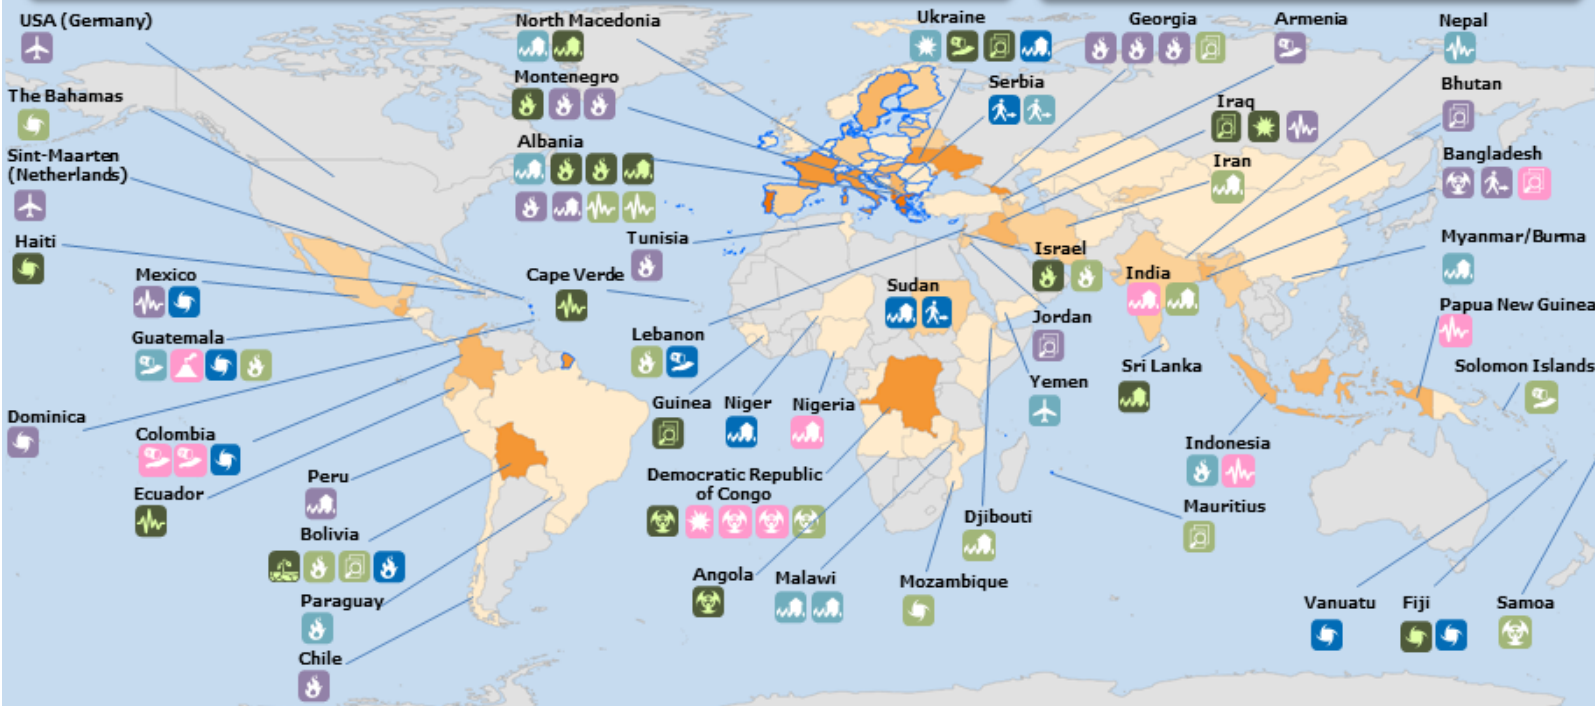 USA (Germany)
North Macedonia
Ukraine
Georgia
Armenia
Nepal
The Bahamas
Montenegro
Serbia
Iraq
Bhutan
Sint-Maarten
(Netherlands)
Albania
Iran
Bangladesh
Haiti
Tunisia
Israel
Myanmar/Burma
Mexico
Cape Verde
Sudan
India
Papua New Guinea
Guatemala
Lebanon
Jordan
Sri Lanka
Solomon Islands
Dominica
Colombia
Guinea
Niger
Nigeria
Yemen
Indonesia
Ecuador
Peru
Democratic Republic
of Congo
Djibouti
Mauritius
Bolivia
Angola
Malawi
Mozambique
Paraguay
Vanuatu
Fiji
Samoa
Chile